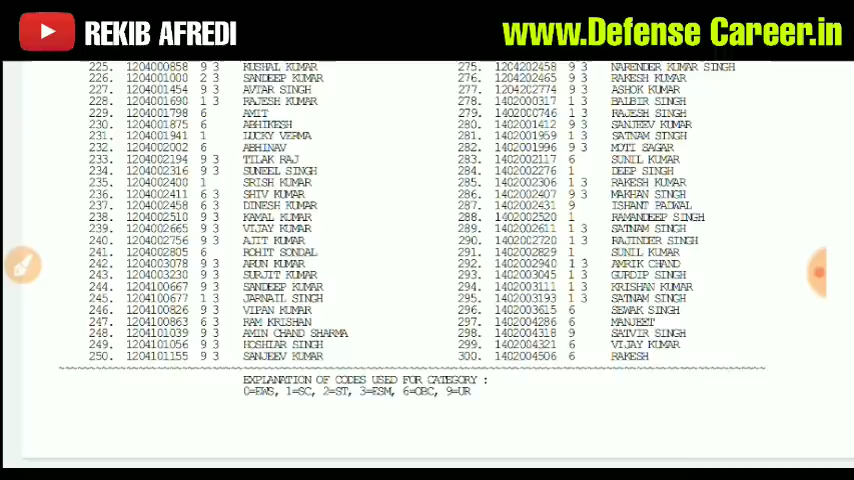 REKIB AFREDI
www.Defense Career.in
225. 1204000858 9 3 KUSHAL KUMAR
226. 1204001000 2 3 SANDEEP KUMAR
227. 1204001454 9 3 AVTAR SINGH
228. 1204001690 1 3 RAJESH KUMAR
229. 1204001798 6 AMIT
230. 1204001875 6 ABHIKESH
231. 1204001941 1 LUCKY VERMA
232. 1204002002 6 ABHINAV
233. 1204002194 9 3 TILAK RAJ
234. 1204002316 9 3 SUNEEL SINGH
235. 1204002400 1 SRISH KUMAR
236. 1204002411 6 3 SHIV KUMAR
237. 1204002458 6 3 DINESH KUMAR
238. 1204002510 9 3 KAMAL KUMAR
239. 1204002665 9 3 VIJAY KUMAR
240. 1204002756 9 3 AJIT KUMAR
241. 1204002805 6 ROHIT SONDAL
242. 1204003078 9 3 ARUN KUMAR
243. 1204003230 9 3 SURJIT KUMAR
244. 1204100667 9 3 SANDEEP KUMAR
245. 1204100677 1 3 JARNAIL SINGH
246. 1204100826 9 3 VIPAN KUMAR
247. 1204100863 6 3 RAM KRISHAN
248. 1204101039 9 3 AMIN CHAND SHARMA
249. 1204101056 9 3 HOSHIAR SINGH
250. 1204101155 9 3 SANJEEV KUMAR
275. 1204202458 9 3 NARENDER KUMAR SINGH
276. 1204202465 9 3 RAKESH KUMAR
277. 1204202774 9 3 ASHOK KUMAR
278. 1402000317 1 3 BALBIR SINGH
279. 1402000746 1 3 RAJESH SINGH
280. 1402001412 9 3 SANJEEV KUMAR
281. 1402001959 1 3 SATNAM SINGH
282. 1402001996 9 3 MOTI SAGAR
283. 1402002117 6 SUNIL KUMAR
284. 1402002276 1 DEEP SINGH
285. 1402002306 1 3 RAKESH KUMAR
286. 1402002407 9 3 MAKHAN SINGH
287. 1402002431 9 ISHANT PADWAL
288. 1402002520 1 RAMANDEEP SINGH
289. 1402002611 1 3 SATNAM SINGH
290. 1402002720 1 3 RAJINDER SINGH
291. 1402002829 1 SUNIL KUMAR
292. 1402002940 1 3 AMRIK CHAND
293. 1402003045 1 3 GURDIP SINGH
294. 1402003111 1 3 KRISHAN KUMAR
295. 1402003193 1 3 SATNAM SINGH
296. 1402003615 6 SEWAK SINGH
297. 1402004286 6 MANJEET
298. 1402004318 9 SATVIR SINGH
299. 1402004321 6 VIJAY KUMAR
300. 1402004506 6 RAKESH
EXPLANATION OF CODES USED FOR CATEGORY :
0=EWS, 1=SC, 2=ST, 3=ESM, 6=OBC, 9=UR